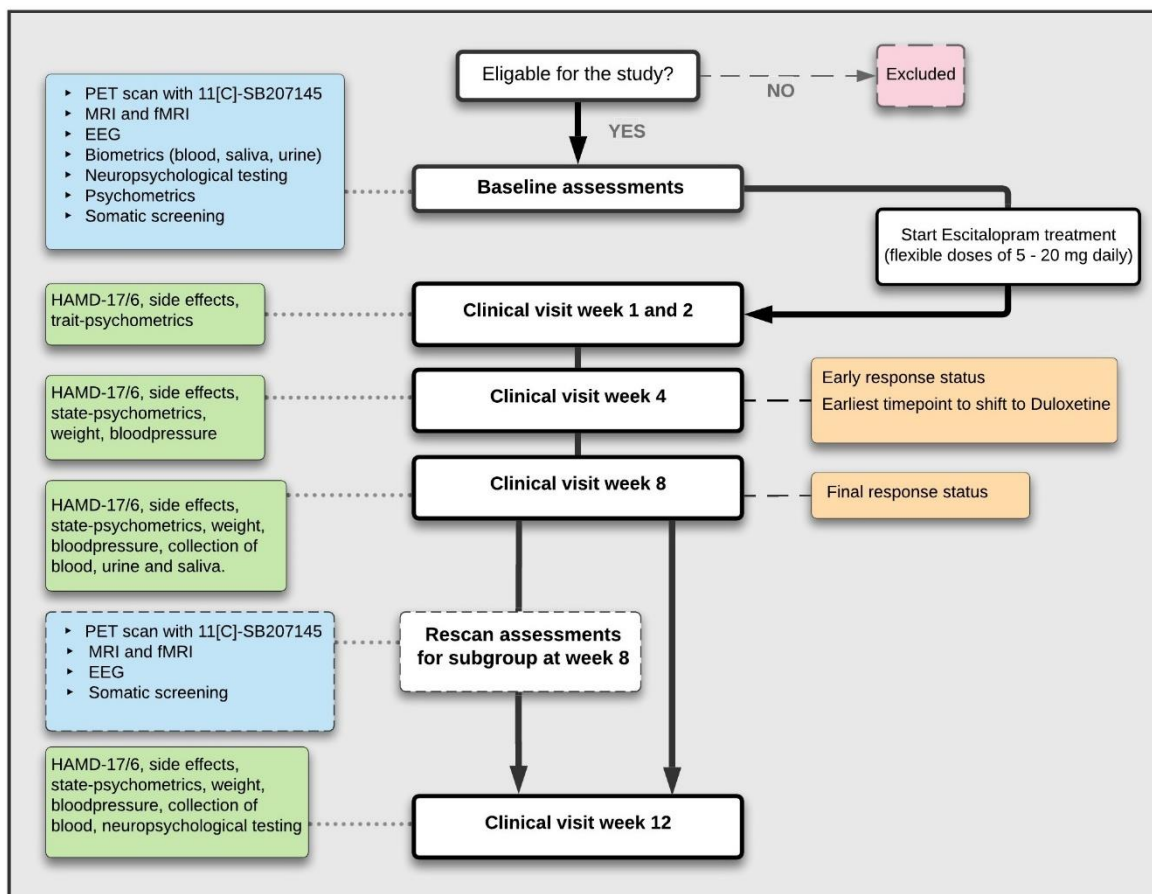 Eligable for the study?
Excluded
NO
YES
‣ PET scan with 11[C]-SB207145
‣ MRI and fMRI
‣ EEG
‣ Biometrics (blood, saliva, urine)
‣ Neuropsychological testing
‣ Psychometrics
‣ Somatic screening
Baseline assessments
Start Escitalopram treatment
(flexible doses of 5 - 20 mg daily)
HAMD-17/6, side effects,
trait-psychometrics
Clinical visit week 1 and 2
HAMD-17/6, side effects,
state-psychometrics,
weight, bloodpressure
Clinical visit week 4
Early response status
Earliest timepoint to shift to Duloxetine
HAMD-17/6, side effects,
state-psychometrics, weight,
bloodpressure, collection of
blood, urine and saliva.
Clinical visit week 8
Final response status
‣ PET scan with 11[C]-SB207145
‣ MRI and fMRI
‣ EEG
‣ Somatic screening
Rescan assessments
for subgroup at week 8
HAMD-17/6, side effects,
state-psychometrics, weight,
bloodpressure, collection of
blood, neuropsychological testing
Clinical visit week 12